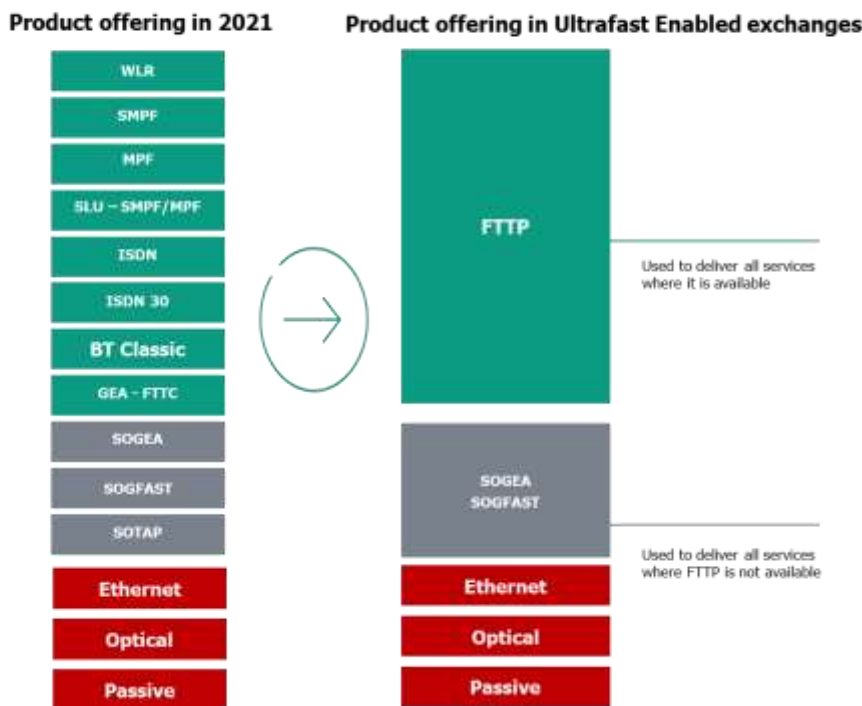 Product offering in 2021
WLR
SMPF
MPF
SLU – SMPF/MPF
ISDN
ISDN 30
BT Classic
GEA - FTTC
SOGEA
SOGFAST
SOTAP
Ethernet
Optical
Passive
Product offering in Ultrafast Enabled exchanges
FTTP
Used to deliver all services
where it is available
SOGEA
SOGFAST
Used to deliver all services
where FTTP is not available
Ethernet
Optical
Passive